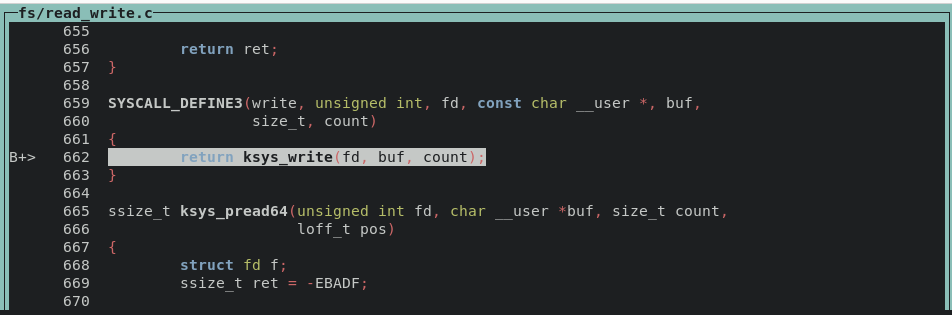 fs/read_write.c
655
656 return ret;
657 }
658
659 SYSCALL_DEFINE3(write, unsigned int, fd, const char __user *, buf,
660 size_t, count)
661 {
B+> 662 return ksys_write(fd, buf, count);
663 }
664
665 ssize_t ksys_pread64(unsigned int fd, char __user *buf, size_t count,
666 loff_t pos)
667 {
668 struct fd f;
669 ssize_t ret = -EBADF;
670